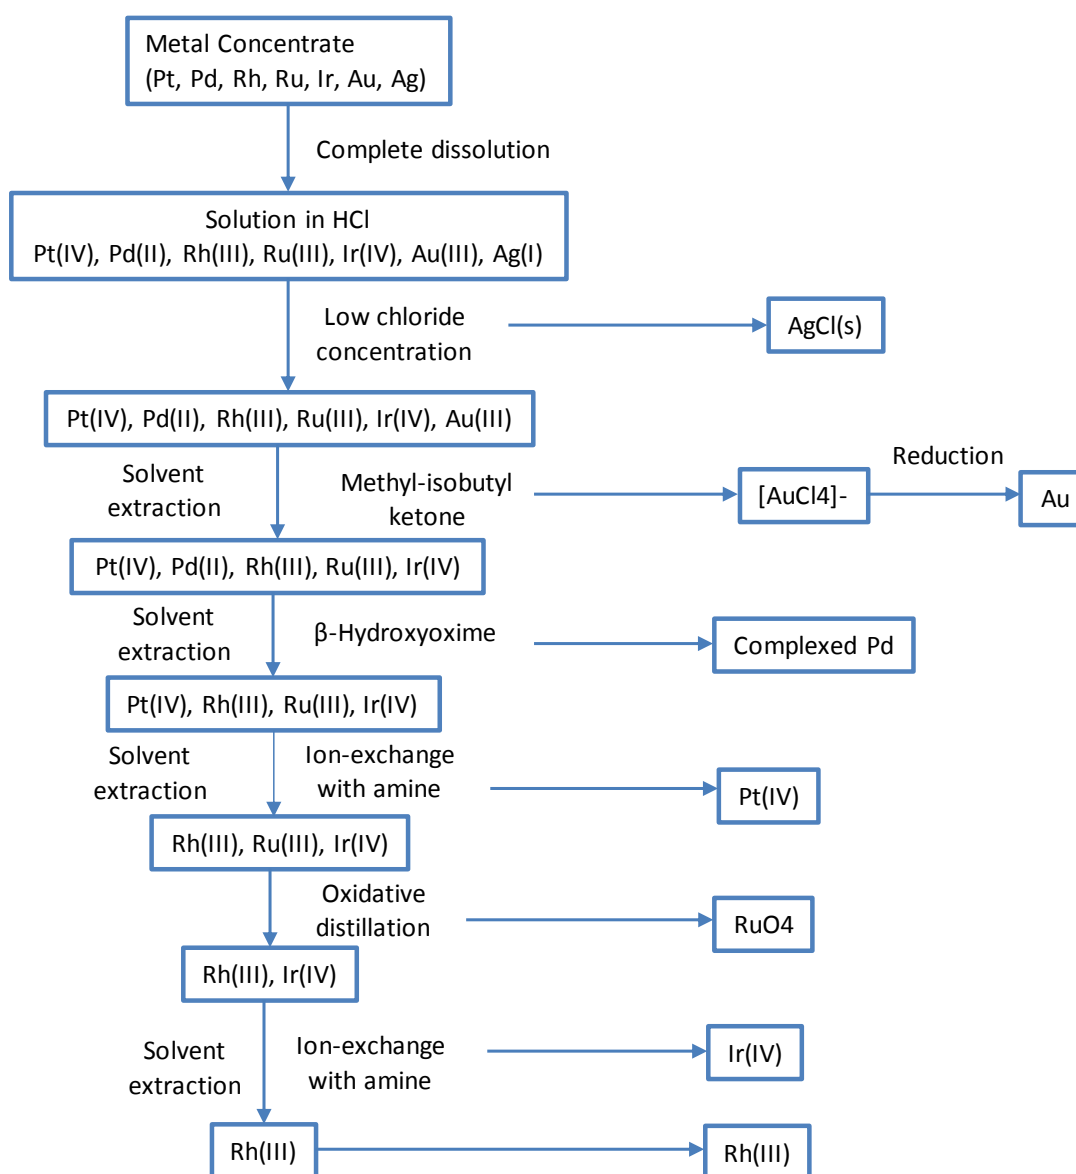 Metal Concentrate
(Pt, Pd, Rh, Ru, Ir, Au, Ag)
Complete dissolution
Solution in HCl
Pt(IV), Pd(II), Rh(III), Ru(III), Ir(IV), Au(III), Ag(I)
Low chloride
concentration
AgCl(s)
Pt(IV), Pd(II), Rh(III), Ru(III), Ir(IV), Au(III)
Solvent
extraction
Methyl-isobutyl
ketone
[AuCl4]-
Reduction
Au
Pt(IV), Pd(II), Rh(III), Ru(III), Ir(IV)
Solvent
extraction
β-Hydroxyoxime
Complexed Pd
Pt(IV), Rh(III), Ru(III), Ir(IV)
Solvent
extraction
Ion-exchange
with amine
Pt(IV)
Rh(III), Ru(III), Ir(IV)
Oxidative
distillation
RuO4
Rh(III), Ir(IV)
Solvent
extraction
Ion-exchange
with amine
Ir(IV)
Rh(III)
Rh(III)